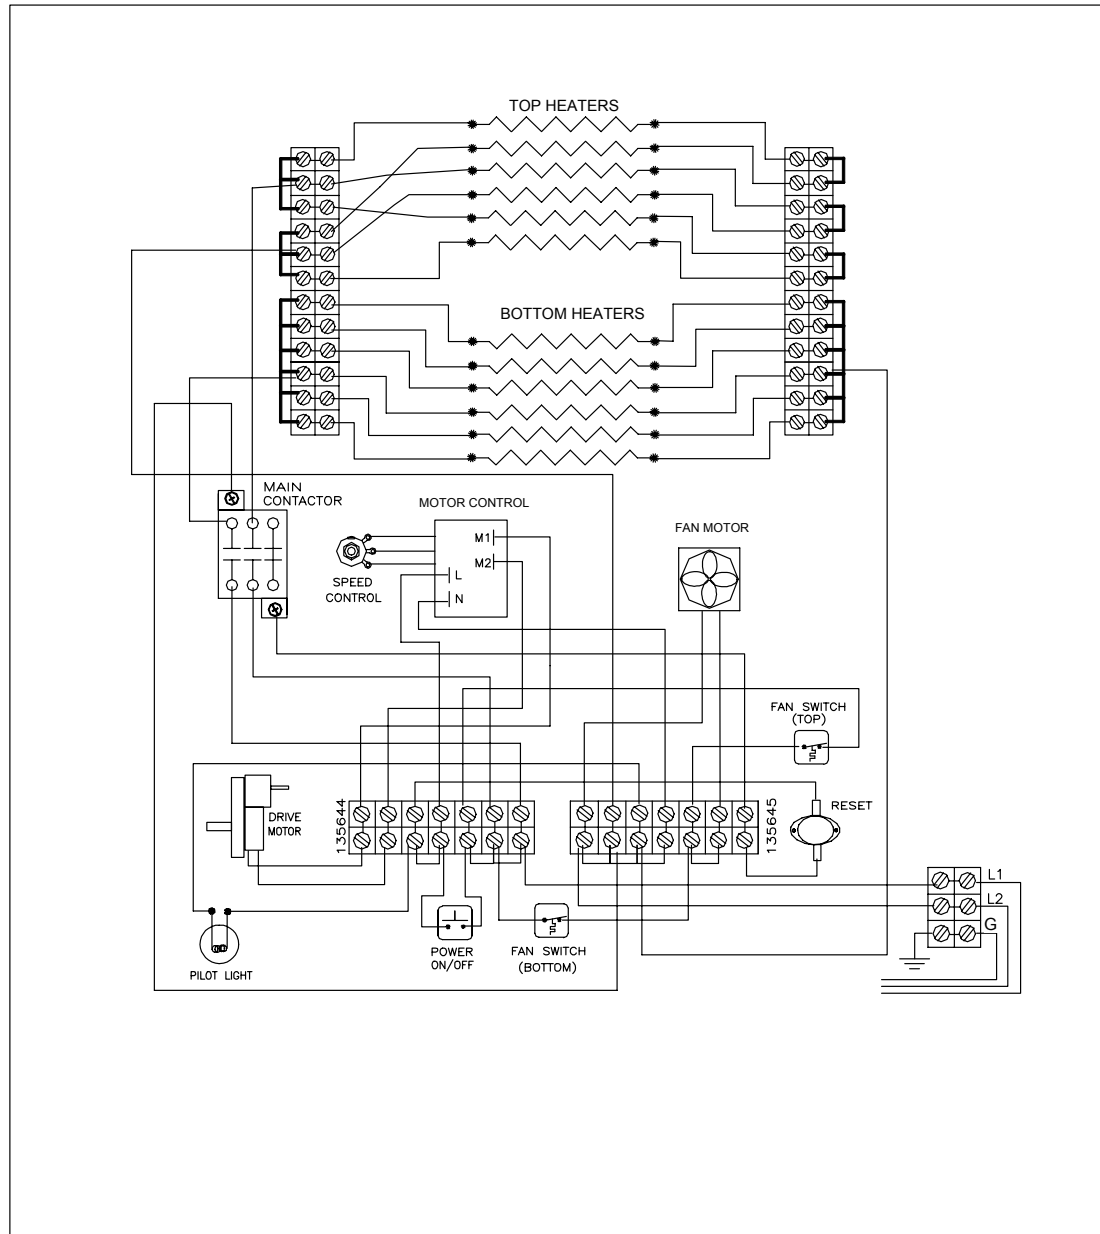 TOP HEATERS
BOTTOM HEATERS
MAIN
CONTACTOR
MOTOR CONTROL
FAN MOTOR
M1
M2
L
N
SPEED
CONTROL
FAN SWITCH
(TOP)
135644
135645
RESET
DRIVE
MOTOR
L1
L2
G
POWER
ON/OFF
FAN SWITCH
(BOTTOM)
PILOT LIGHT